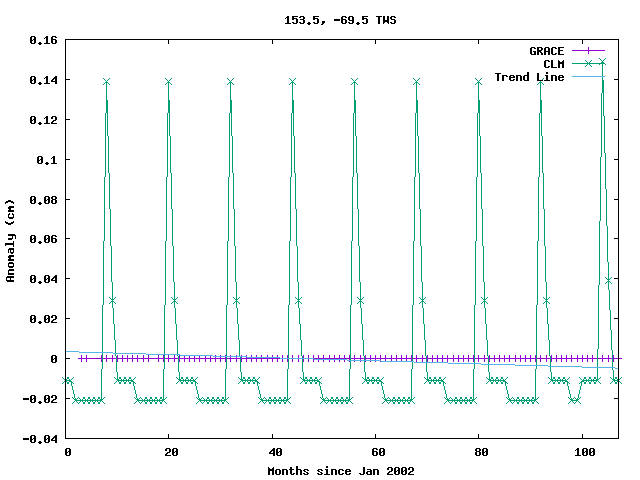 153.5, -69.5 TWS
GRACE
CLM
Trend Line
Anomaly (cm)
0.16
0.14
0.12
0.1
0.08
0.06
0.04
0.02
0
-0.02
-0.04
0 20 40 60 80 100
Months since Jan 2002